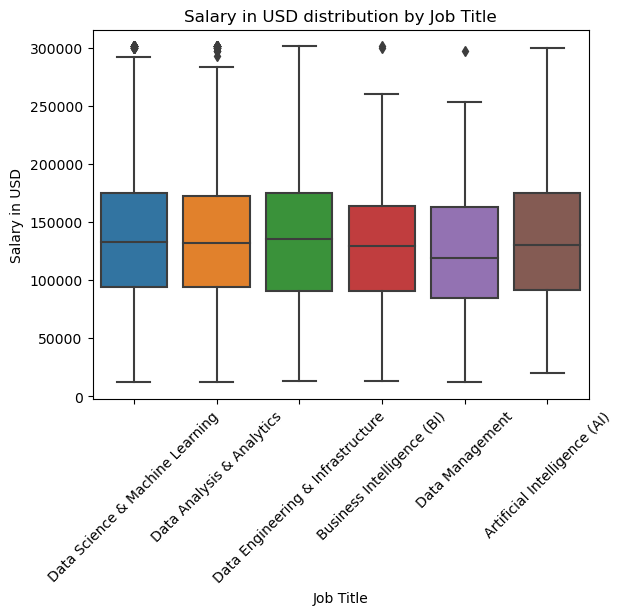 Salary in USD distribution by Job Title
300000
250000
200000
150000
100000
50000
0
Salary in USD
Data Science & Machine Learning
Data Analysis & Analytics
Data Engineering & Infrastructure
Business Intelligence (BI)
Data Management
Artificial Intelligence (AI)
Job Title